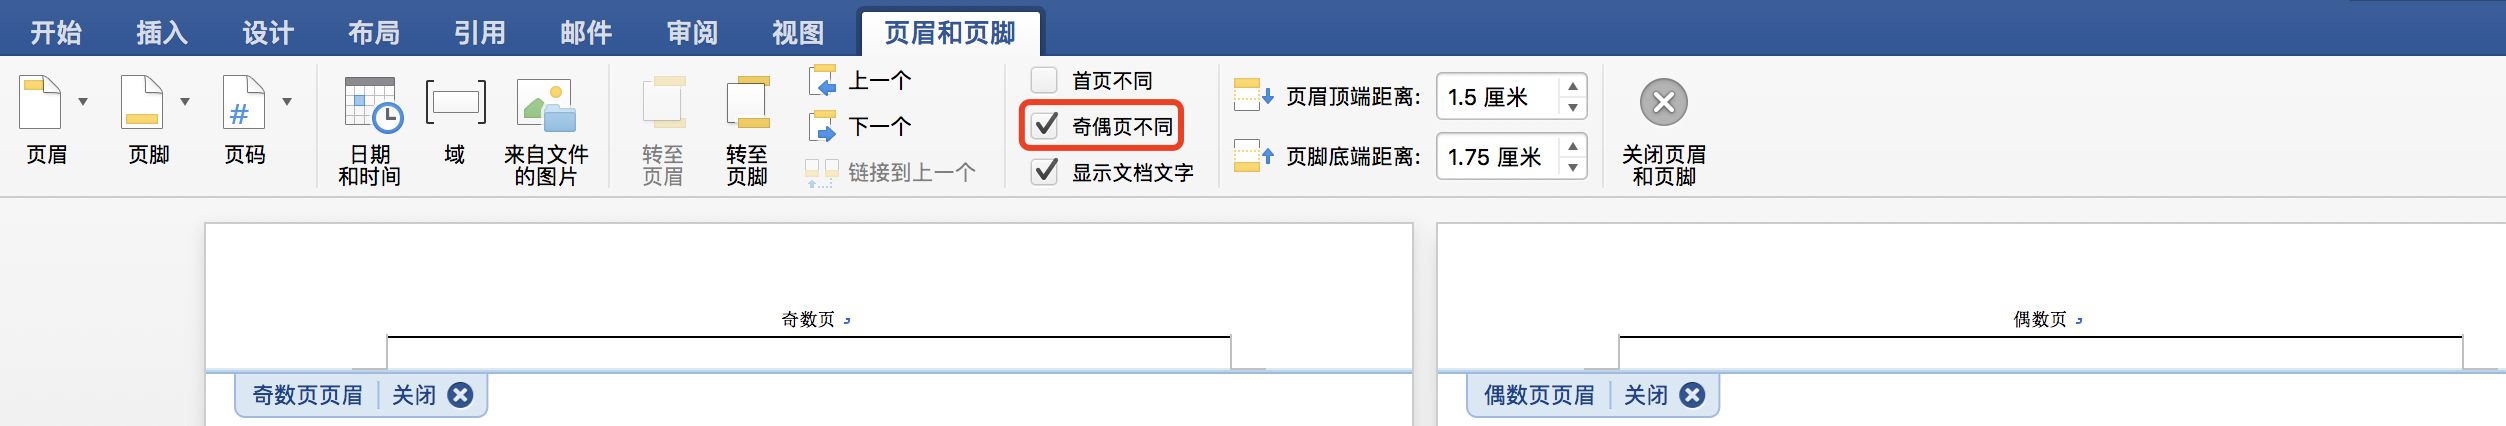 开始 插入 设计 布局 引用 邮件 审阅 视图 页眉和页脚
页眉
页脚
#
页码
日期
和时间
域
来自文件
的图片
转至
页眉
转至
页脚
上一个
下一个
链接到上一个
首页不同
奇偶页不同
显示文档文字
页眉顶端距离: 1.5 厘米
页脚底端距离: 1.75 厘米
关闭页眉
和页脚
奇数页
奇数页页眉 关闭
偶数页
偶数页页眉 关闭